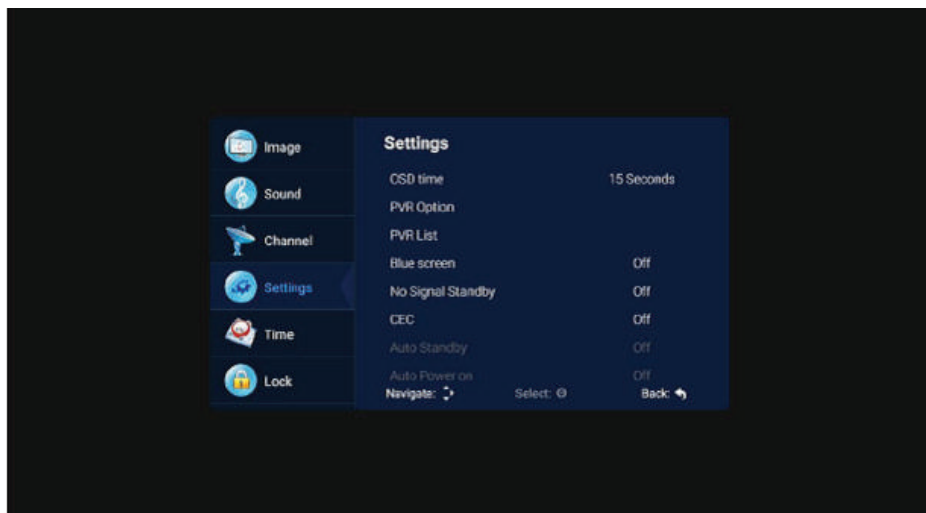 Image
Sound
Channel
Settings
Time
Lock
Settings
OSD time 15 Seconds
PVR Option
PVR List
Blue screen Off
No Signal Standby Off
CEC Off
Auto Standby Off
Auto Power on Off
Navigate: Select: Back: